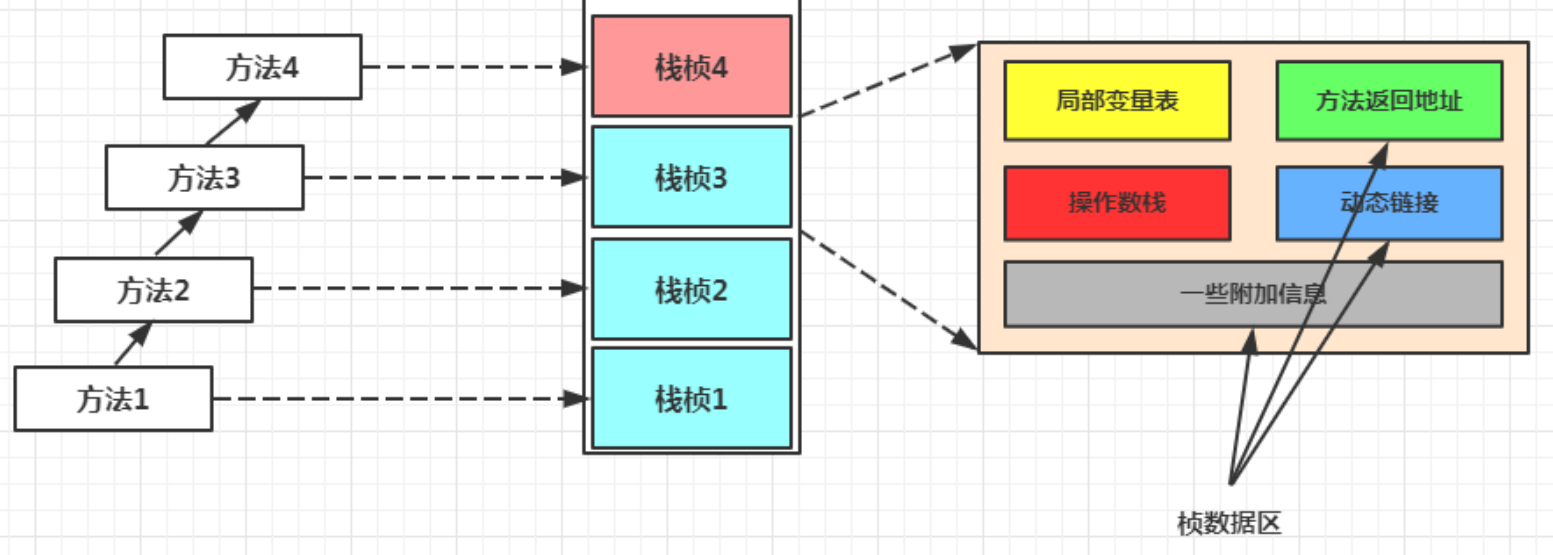 方法4
方法3
方法2
方法1
栈桢4
栈桢3
栈桢2
栈桢1
局部变量表
方法返回地址
操作数栈
动态链接
一些附加信息
桢数据区